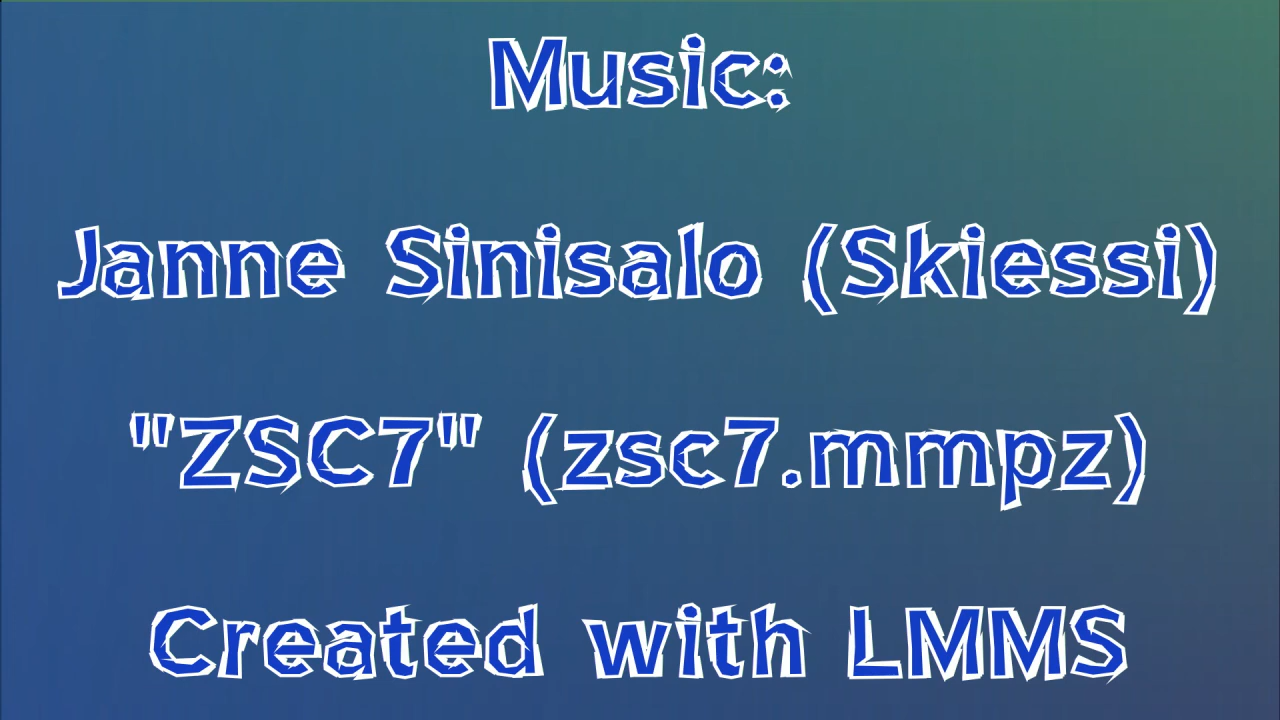 Music:
Janne Sinisalo (Skiessi)
"ZSC7" (zsc7.mmpz)
Created with LMMS